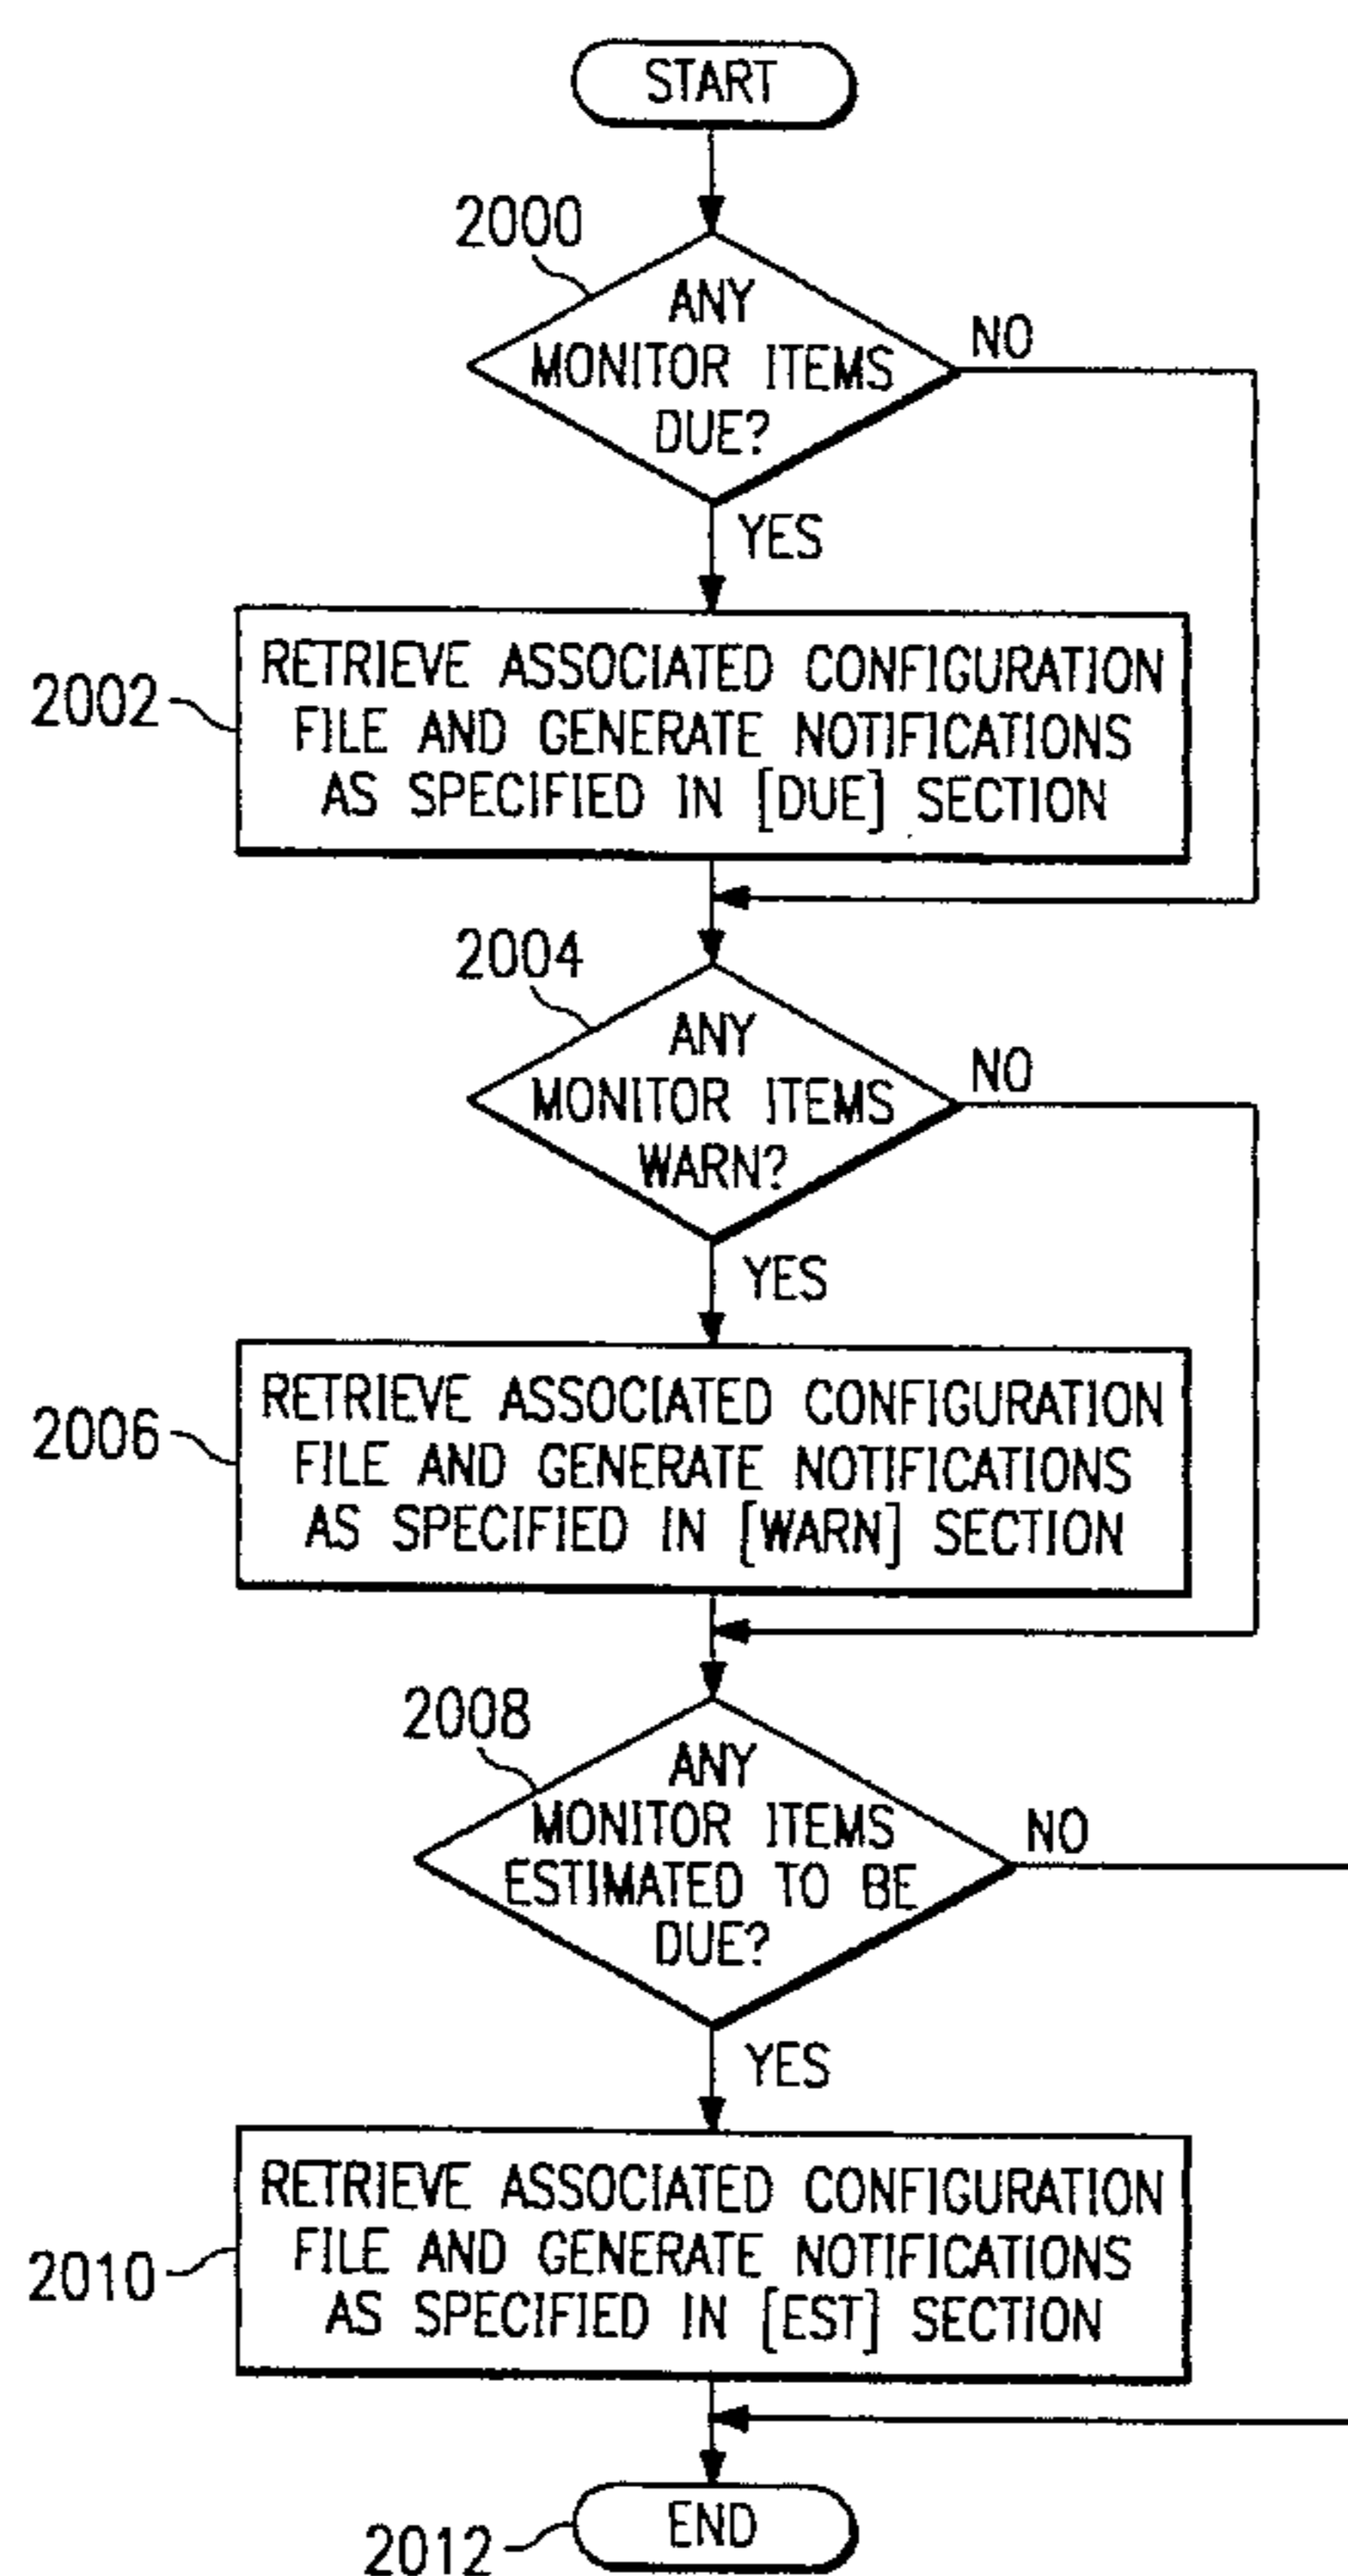 START
2000
ANY
MONITOR ITEMS
DUE?
NO
YES
2002
RETRIEVE ASSOCIATED CONFIGURATION
FILE AND GENERATE NOTIFICATIONS
AS SPECIFIED IN [DUE] SECTION
2004
ANY
MONITOR ITEMS
WARN?
NO
YES
2006
RETRIEVE ASSOCIATED CONFIGURATION
FILE AND GENERATE NOTIFICATIONS
AS SPECIFIED IN [WARN] SECTION
2008
ANY
MONITOR ITEMS
ESTIMATED TO BE
DUE?
NO
YES
2010
RETRIEVE ASSOCIATED CONFIGURATION
FILE AND GENERATE NOTIFICATIONS
AS SPECIFIED IN [EST] SECTION
END
2012